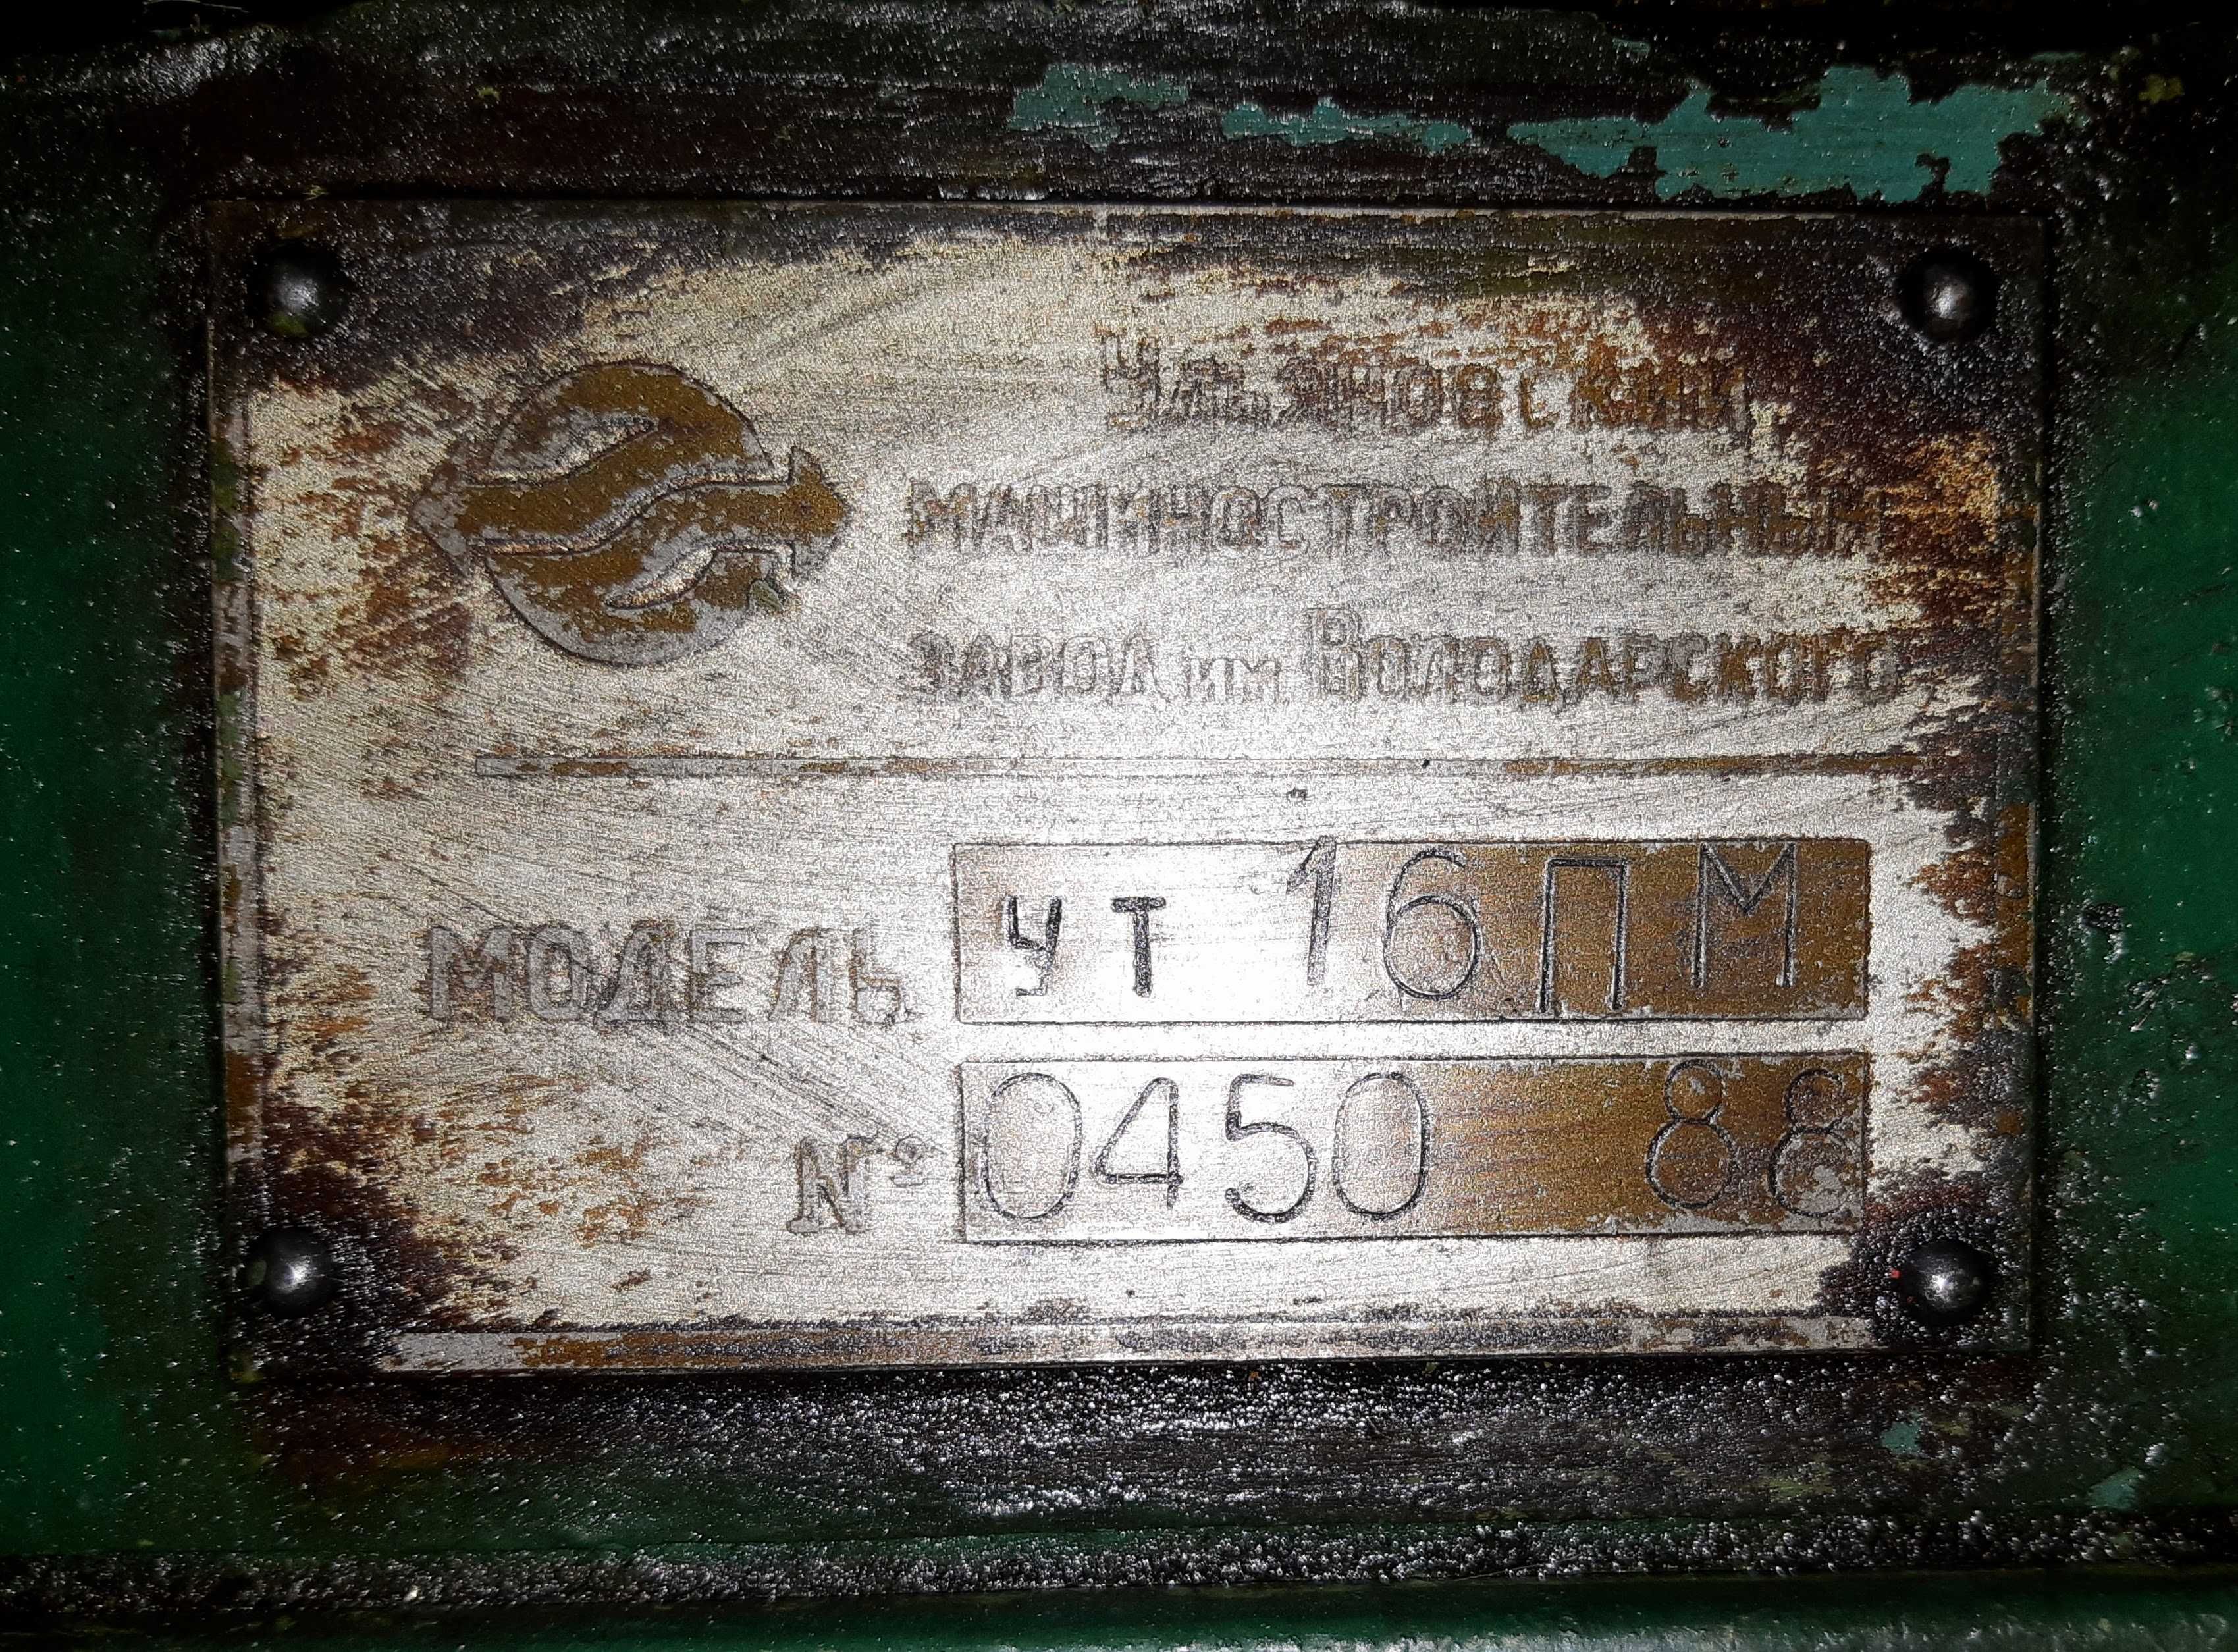 Ульяновский
МАШИНОСТРОИТЕЛЬНЫЙ
ЗАВОД им ВОЛОДАРСКОГО
МОДЕЛЬ УТ 16ПМ
№ 0450 88